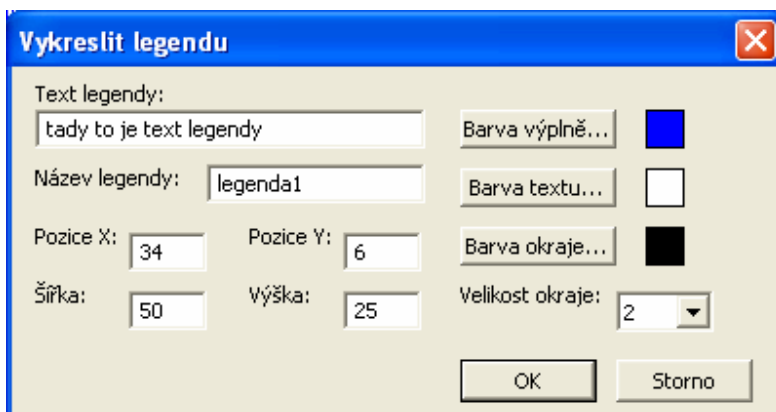 Vykreslit legendu
Text legendy:
tady to je text legendy
Barva výplně...
Název legendy:
legenda1
Barva textu...
Pozice X:
34
Pozice Y:
6
Barva okraje...
Šířka:
50
Výška:
25
Velikost okraje:
2
OK
Storno